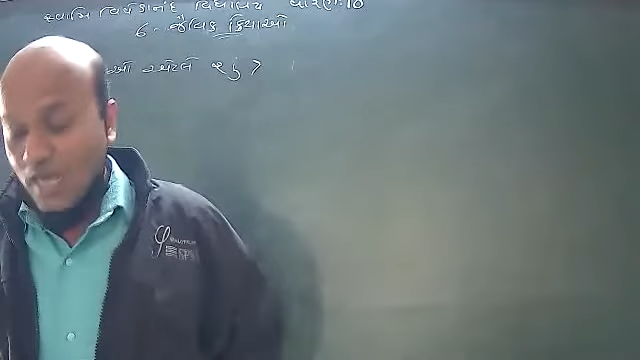 સ્વામિ વિવેકાનંદ વિદ્યાલય ધોરણ:10
6. જૈવિક ક્રિયાઓ
ઓ એટલે શું?